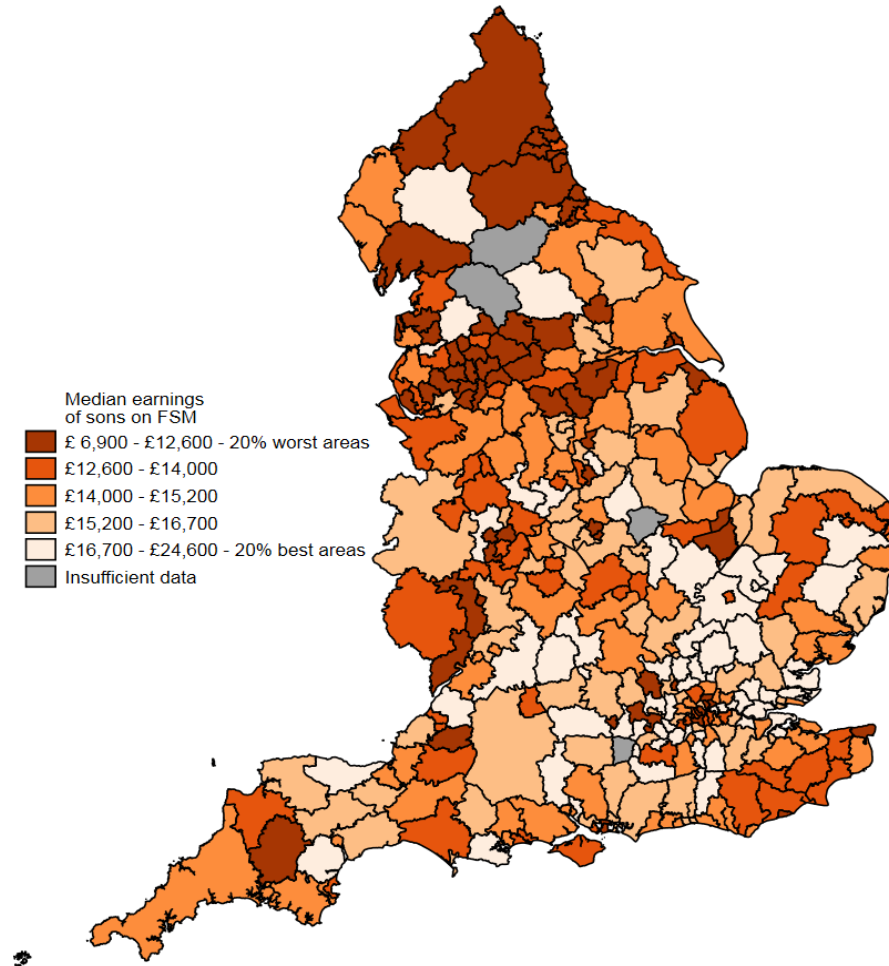 Median earnings
of sons on FSM
£ 6,900 - £12,600 - 20% worst areas
£12,600 - £14,000
£14,000 - £15,200
£15,200 - £16,700
£16,700 - £24,600 - 20% best areas
Insufficient data